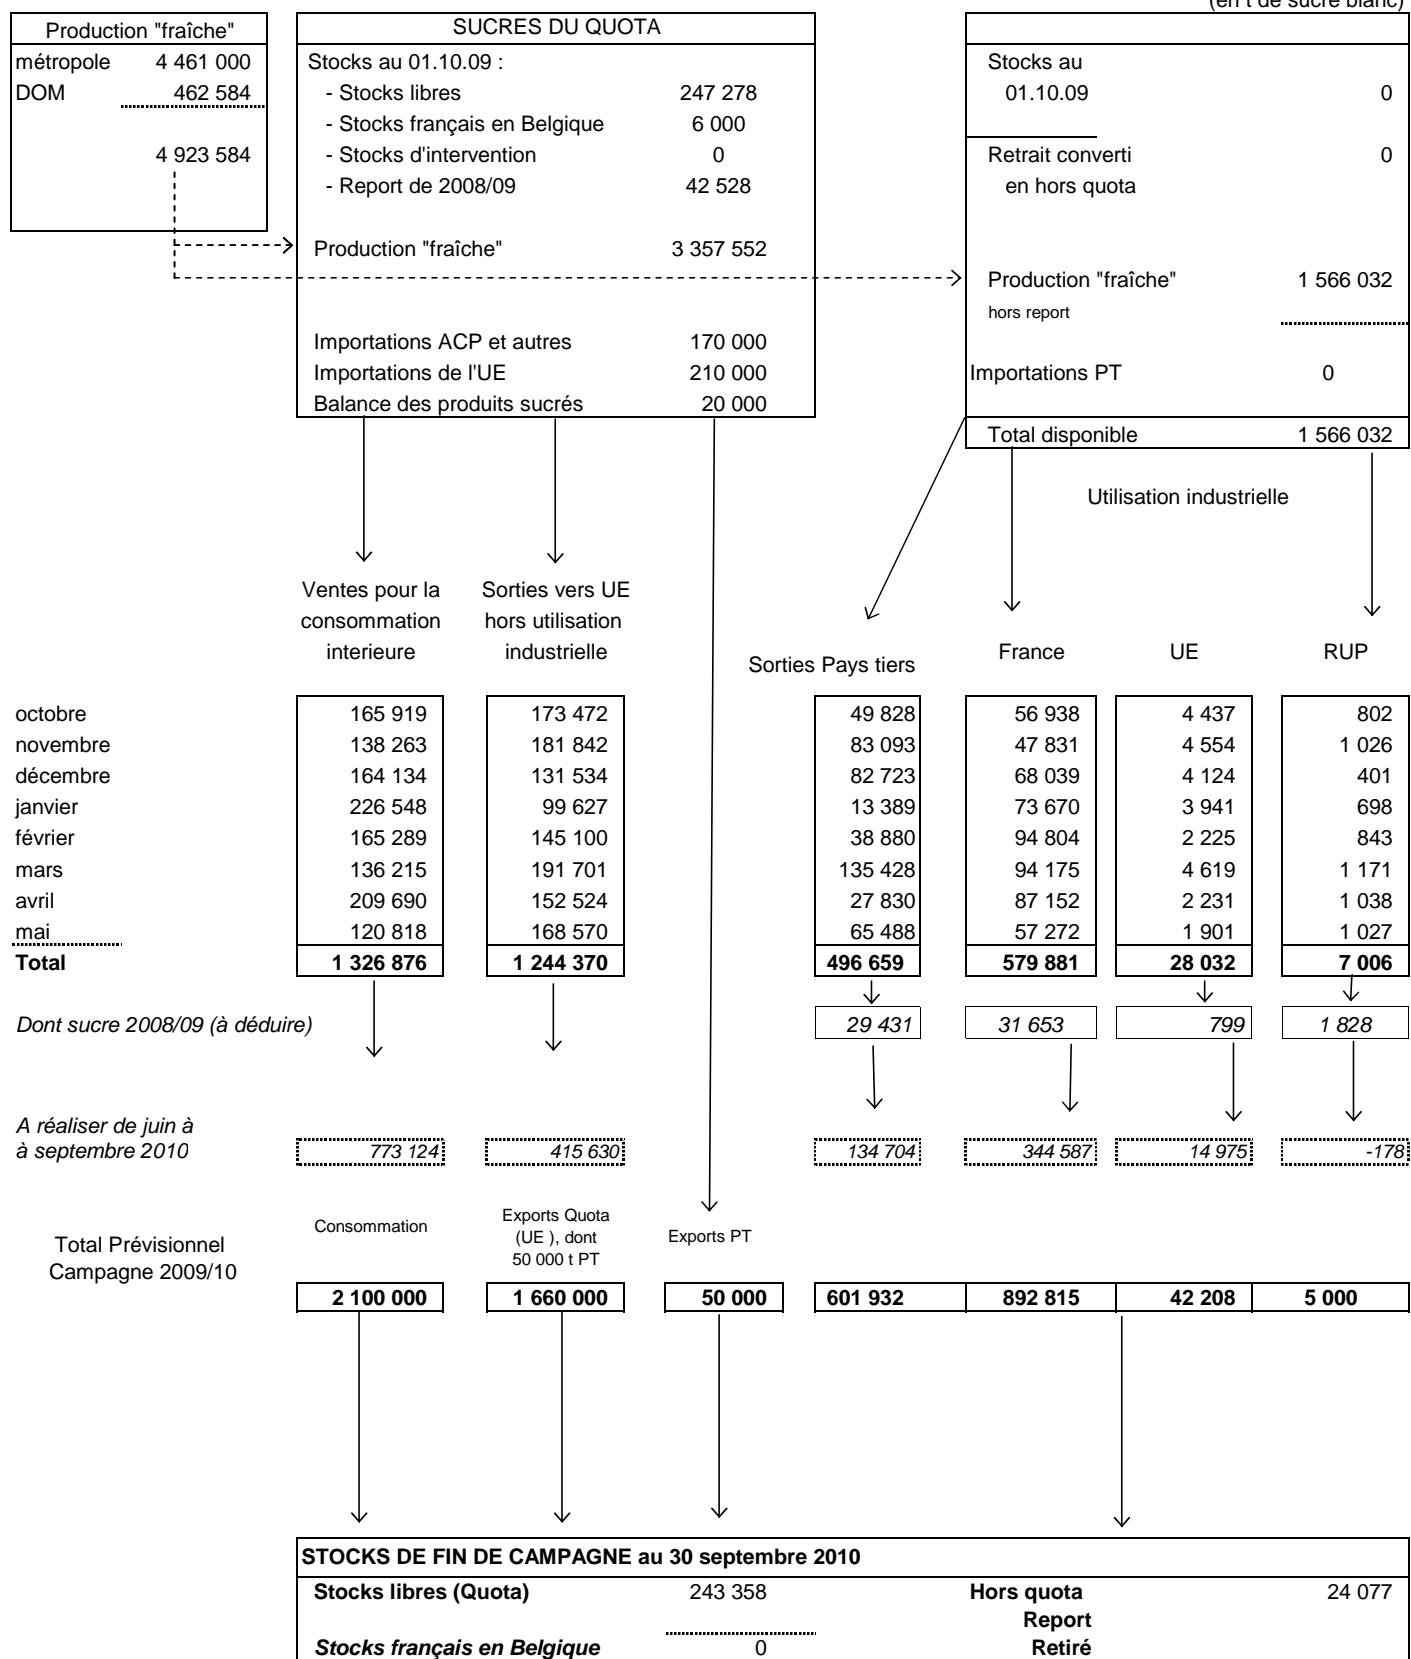 (en t de sucre blanc)
Production "fraîche"
métropole 4 461 000
DOM 462 584
4 923 584
SUCRES DU QUOTA
Stocks au 01.10.09 :
- Stocks libres 247 278
- Stocks français en Belgique 6 000
- Stocks d'intervention 0
- Report de 2008/09 42 528
Production "fraîche" 3 357 552
Importations ACP et autres 170 000
Importations de l'UE 210 000
Balance des produits sucrés 20 000
Stocks au
01.10.09 0
Retrait converti 0
en hors quota
Production "fraîche" 1 566 032
hors report
Importations PT 0
Total disponible 1 566 032
Utilisation industrielle
Ventes pour la
consommation
interieure
Sorties vers UE
hors utilisation
industrielle
Sorties Pays tiers
France UE RUP
octobre 165 919 173 472 49 828 56 938 4 437 802
novembre 138 263 181 842 83 093 47 831 4 554 1 026
décembre 164 134 131 534 82 723 68 039 4 124 401
janvier 226 548 99 627 13 389 73 670 3 941 698
février 165 289 145 100 38 880 94 804 2 225 843
mars 136 215 191 701 135 428 94 175 4 619 1 171
avril 209 690 152 524 27 830 87 152 2 231 1 038
mai 120 818 168 570 65 488 57 272 1 901 1 027
Total 1 326 876 1 244 370 496 659 579 881 28 032 7 006
Dont sucre 2008/09 (à déduire) 29 431 31 653 799 1 828
A réaliser de juin à
à septembre 2010 773 124 415 630 134 704 344 587 14 975 -178
Total Prévisionnel
Campagne 2009/10
Consommation
Exports Quota
(UE ), dont
50 000 t PT
Exports PT
2 100 000 1 660 000 50 000 601 932 892 815 42 208 5 000
STOCKS DE FIN DE CAMPAGNE au 30 septembre 2010
Stocks libres (Quota) 243 358 Hors quota 24 077
Report
Stocks français en Belgique 0 Retiré